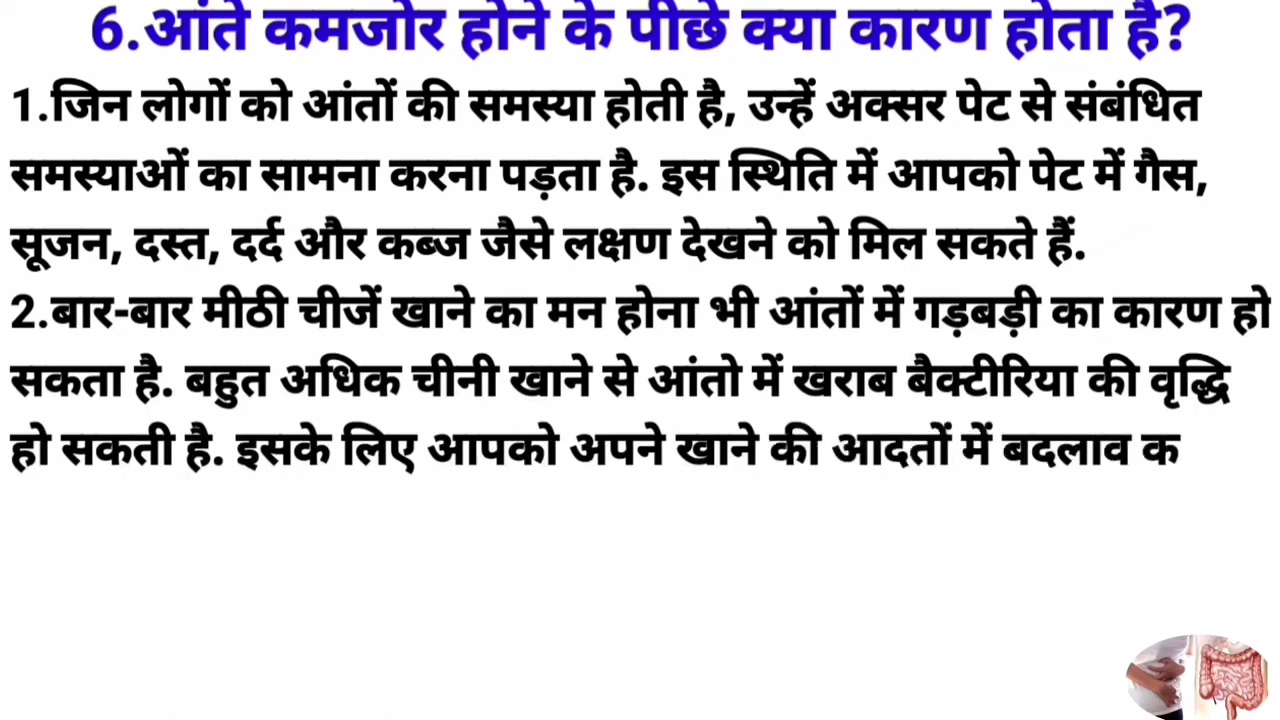 6.आंते कमजोर होने के पीछे क्या कारण होता है?
1.जिन लोगों को आंतों की समस्या होती है, उन्हें अक्सर पेट से संबंधित
समस्याओं का सामना करना पड़ता है. इस स्थिति में आपको पेट में गैस,
सूजन, दस्त, दर्द और कब्ज जैसे लक्षण देखने को मिल सकते हैं.
2.बार-बार मीठी चीजें खाने का मन होना भी आंतों में गड़बड़ी का कारण हो
सकता है. बहुत अधिक चीनी खाने से आंतो में खराब बैक्टीरिया की वृद्धि
हो सकती है. इसके लिए आपको अपने खाने की आदतों में बदलाव क